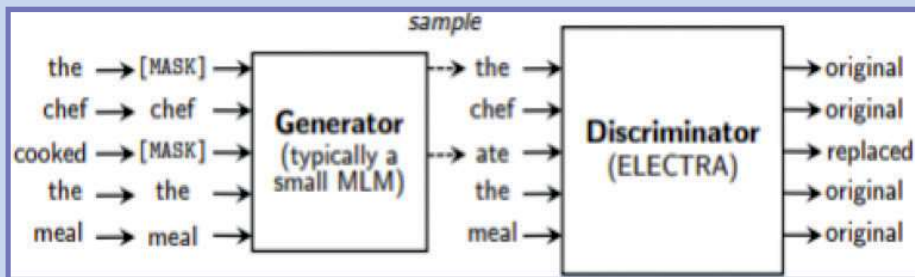 sample
the [MASK] the original
chef chef chef original
Generator
Discriminator
cooked [MASK] (typically a ate (ELECTRA) replaced
small MLM)
the the the original
meal meal meal original